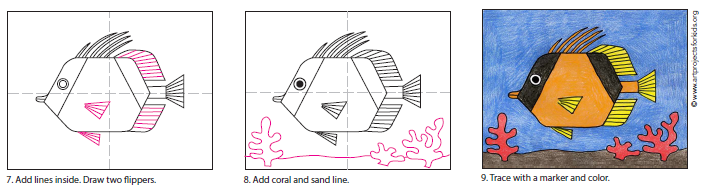 7. Add lines inside. Draw two flippers.
8. Add coral and sand line.
9. Trace with a marker and color.
© www.artprojectsforkids.org